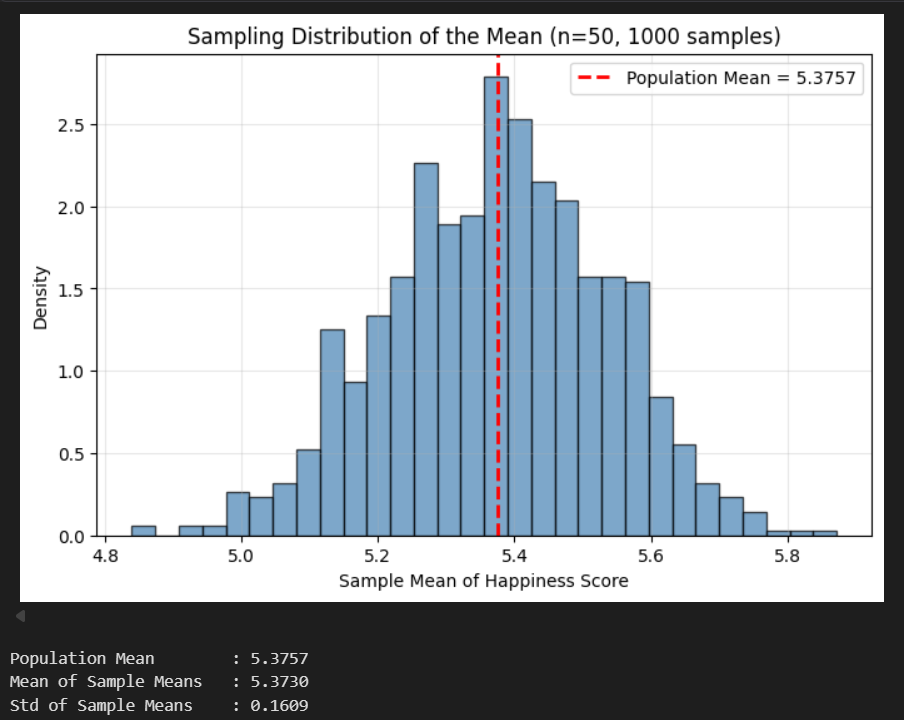 Sampling Distribution of the Mean (n=50, 1000 samples)
Population Mean = 5.3757
2.5
2.0
1.5
1.0
0.5
0.0
Density
4.8 5.0 5.2 5.4 5.6 5.8
Sample Mean of Happiness Score
Population Mean : 5.3757
Mean of Sample Means : 5.3730
Std of Sample Means : 0.1609